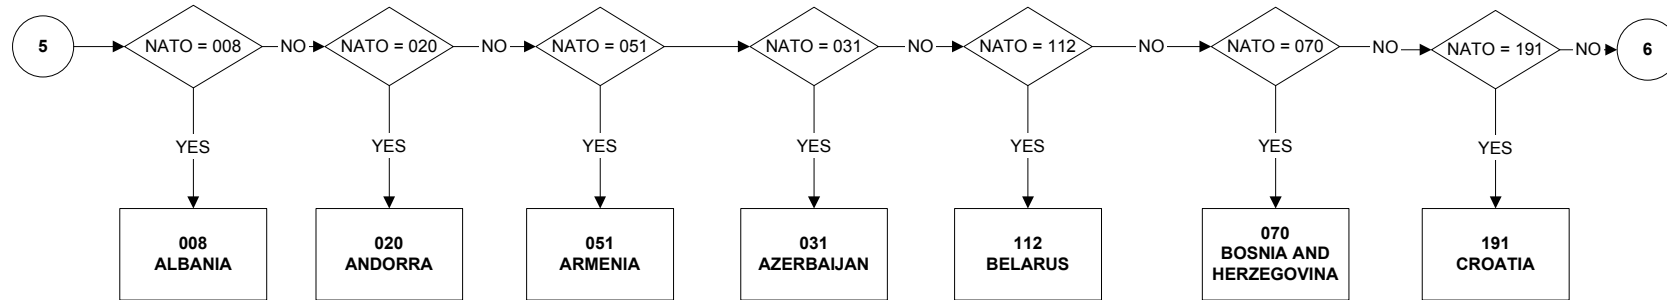 5
NATO = 008
NO
NATO = 020
NO
NATO = 051
NATO = 031
NO
NATO = 112
NO
NATO = 070
NO
NATO = 191
NO
6
YES
YES
YES
YES
YES
YES
YES
008
ALBANIA
020
ANDORRA
051
ARMENIA
031
AZERBAIJAN
112
BELARUS
070
BOSNIA AND
HERZEGOVINA
191
CROATIA